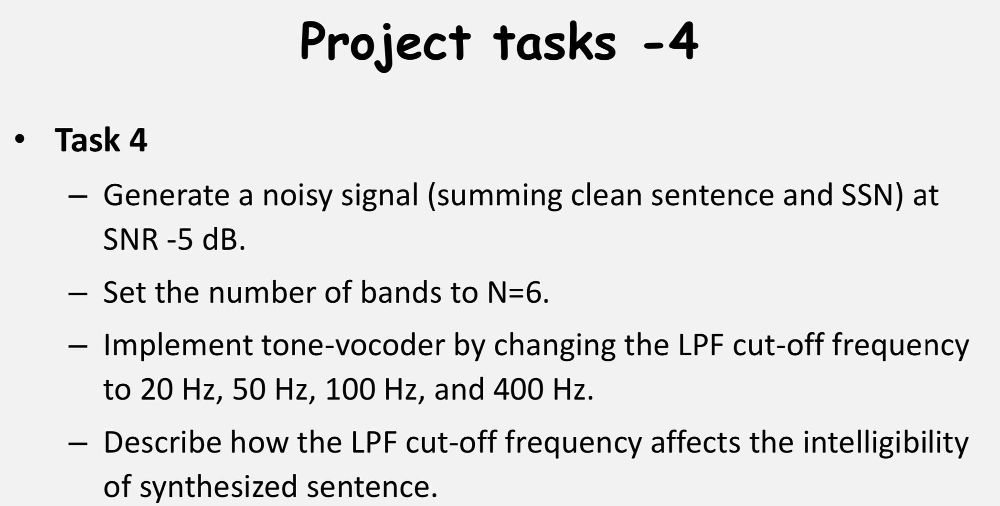 Project tasks -4
• Task 4
– Generate a noisy signal (summing clean sentence and SSN) at
SNR -5 dB.
– Set the number of bands to N=6.
– Implement tone-vocoder by changing the LPF cut-off frequency
to 20 Hz, 50 Hz, 100 Hz, and 400 Hz.
– Describe how the LPF cut-off frequency affects the intelligibility
of synthesized sentence.